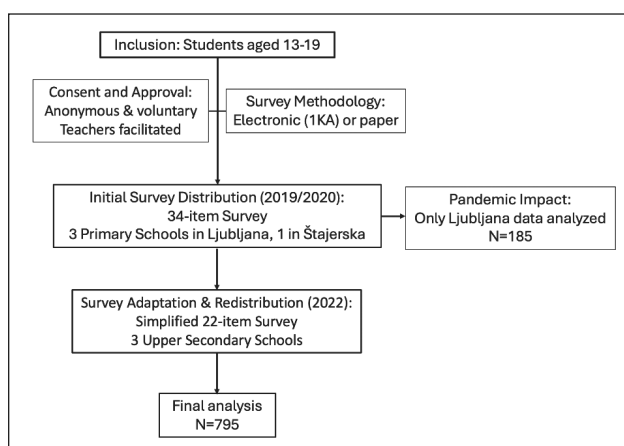 Inclusion: Students aged 13-19
Consent and Approval:
Anonymous & voluntary
Teachers facilitated
Survey Methodology:
Electronic (1KA) or paper
Initial Survey Distribution (2019/2020):
34-item Survey
3 Primary Schools in Ljubljana, 1 in Štajerska
Pandemic Impact:
Only Ljubljana data analyzed
N=185
Survey Adaptation & Redistribution (2022):
Simplified 22-item Survey
3 Upper Secondary Schools
Final analysis
N=795